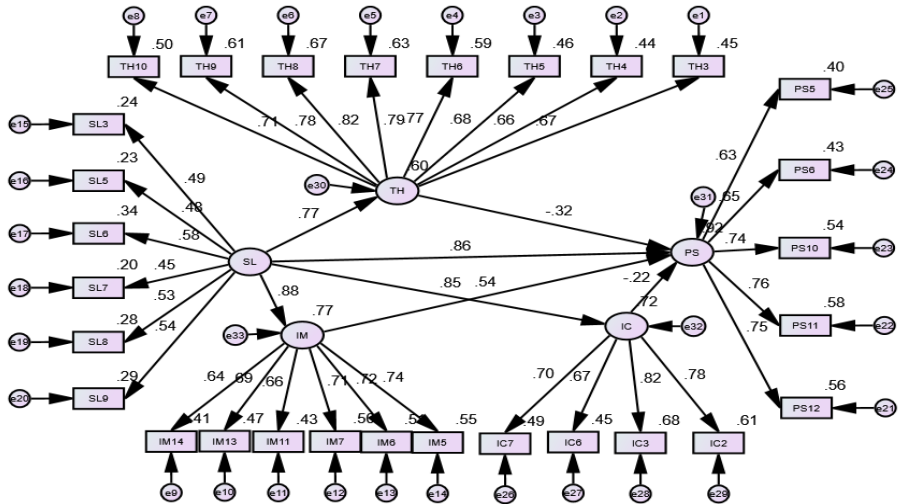 e8 e7 e6 e5 e4 e3 e2 e1
.50 .61 .67 .63 .59 .46 .44 .45
TH10 TH9 TH8 TH7 TH6 TH5 TH4 TH3
.40
PS5 e25
.24
e15 SL3
.71 .78 .82 .79 .77 .68 .66 .67
.63
.43
PS6 e24
.23
e16 SL5
.49
.60
e30 TH
e31 .65
.48
.77
-.32
.34
e17 SL6
.58
.92
.74
.54
PS10 e23
.86
PS
SL
.20
e18 SL7
.45
.85 .54 -.22
.76
.88
.53
.77
.72
.58
PS11 e22
.28
e19 SL8
.54
e33 IM
IC e32
.75
.29
e20 SL9
.64 .69 .66 .71 .72 .74
.70 .67 .82 .78
.56
PS12 e21
.41 .47 .43 .50 .55
.49 .45 .68 .61
IM14 IM13 IM11 IM7 IM6 IM5
IC7 IC6 IC3 IC2
e9 e10 e11 e12 e13 e14
e26 e27 e28 e29